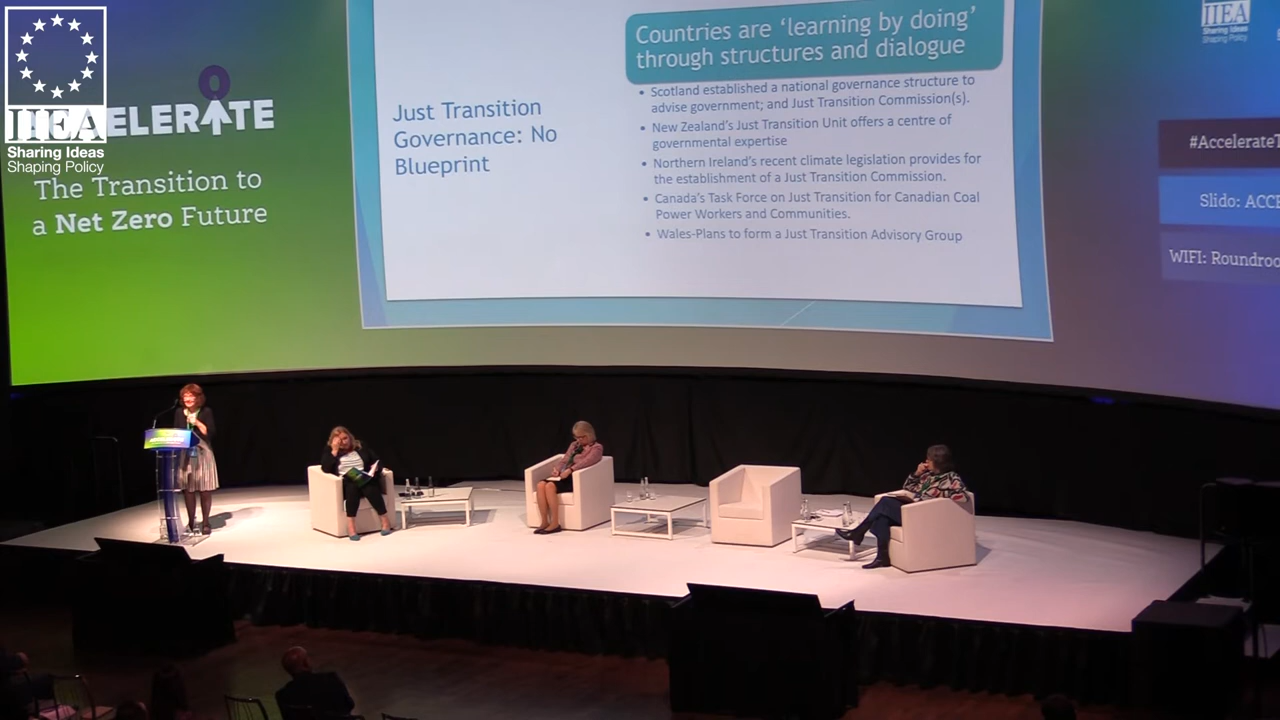 IIEA
Sharing Ideas
Shaping Policy
ELERATE
The Transition to
a Net Zero Future
Just Transition
Governance: No
Blueprint
Countries are ‘learning by doing’
through structures and dialogue
• Scotland established a national governance structure to
advise government; and Just Transition Commission(s).
• New Zealand's Just Transition Unit offers a centre of
governmental expertise
• Northern Ireland's recent climate legislation provides for
the establishment of a Just Transition Commission.
• Canada's Task Force on Just Transition for Canadian Coal
Power Workers and Communities.
• Wales-Plans to form a Just Transition Advisory Group
IIEA
Sharing Ideas
Shaping Policy
#AccelerateT
Slido: ACCE
WIFI: Roundroo